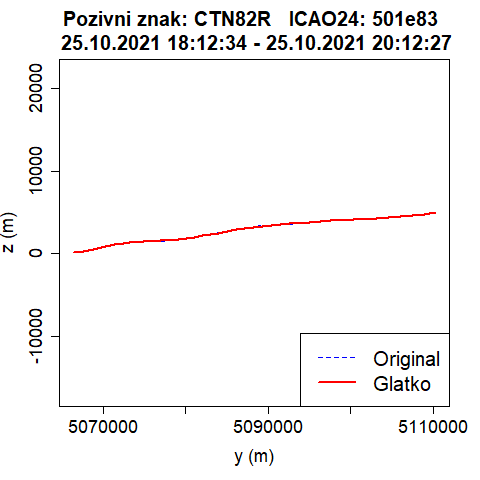 Pozivni znak: CTN82R   ICAO24: 501e83
25.10.2021 18:12:34 - 25.10.2021 20:12:27
20000
10000
0
-10000
z (m)
Original
Glatko
5070000
5090000
5110000
y (m)